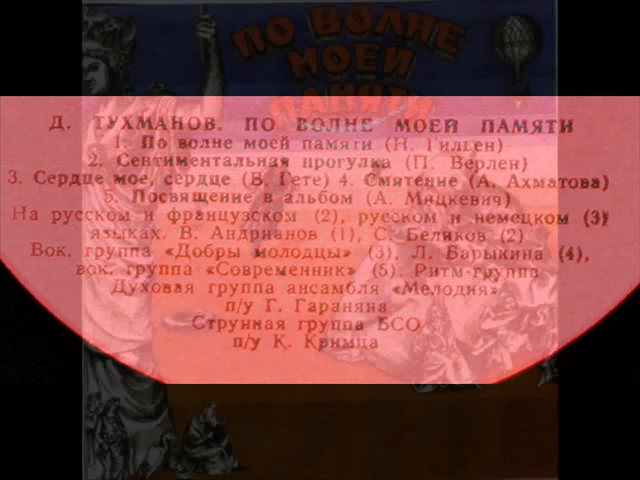 ПО ВОЛНЕ
МОЕЙ
ПАМЯТИ
Д. ТУХМАНОВ. ПО ВОЛНЕ МОЕЙ ПАМЯТИ
1. По волне моей памяти (Н. Гильен)
2. Сентиментальная прогулка (П. Верлен)
3. Сердце мое, сердце (В. Гете) 4. Смятение (А. Ахматова)
5. Посвящение в альбом (А. Мицкевич)
На русском и французском (2), русском и немецком (3)
языках. В. Андрианов (1), С. Беликов (2)
Вок. группа «Добры молодцы» (3). Л. Барыкина (4),
вок. группа «Современник» (5). Ритм-группа
Духовая группа ансамбля «Мелодия»
п/у Г. Гараняна
Струнная группа БСО
п/у К. Кримца